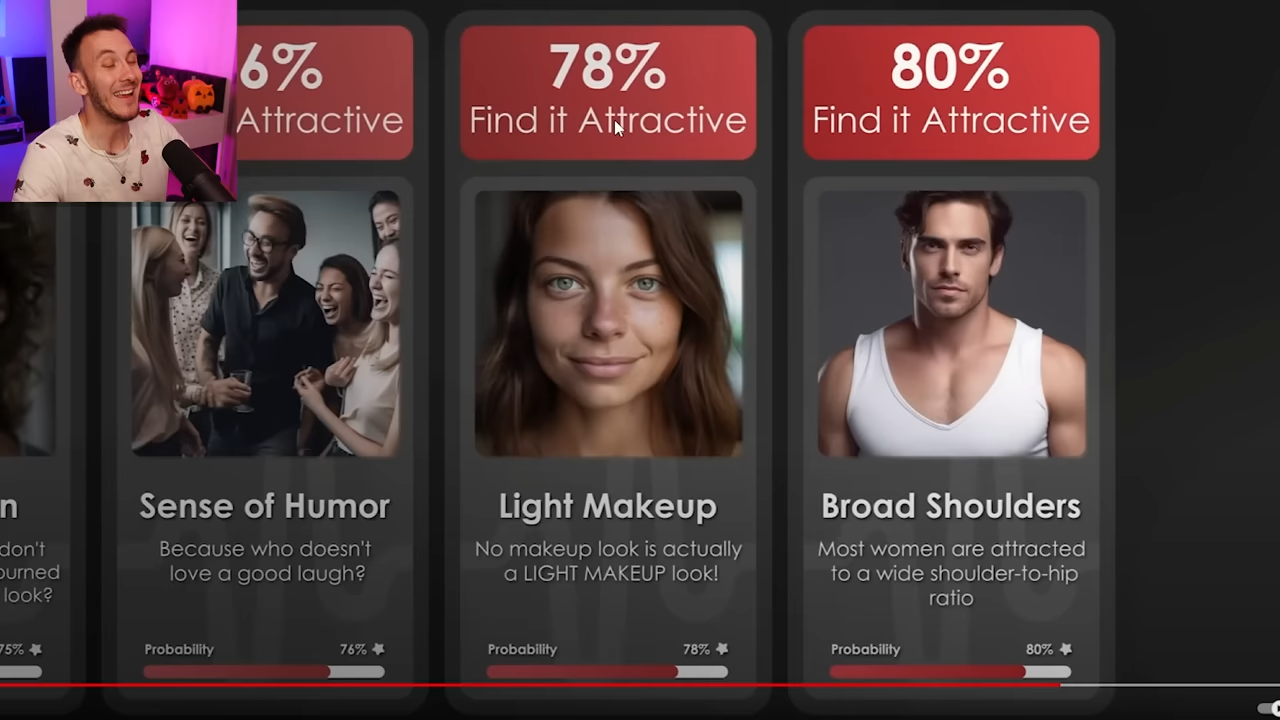 6%
Attractive
78%
Find it Attractive
80%
Find it Attractive
n
don't
ourned
look?
75%
Sense of Humor
Because who doesn't
love a good laugh?
Probability 76%
Light Makeup
No makeup look is actually
a LIGHT MAKEUP look!
Probability 78%
Broad Shoulders
Most women are attracted
to a wide shoulder-to-hip
ratio
Probability 80%